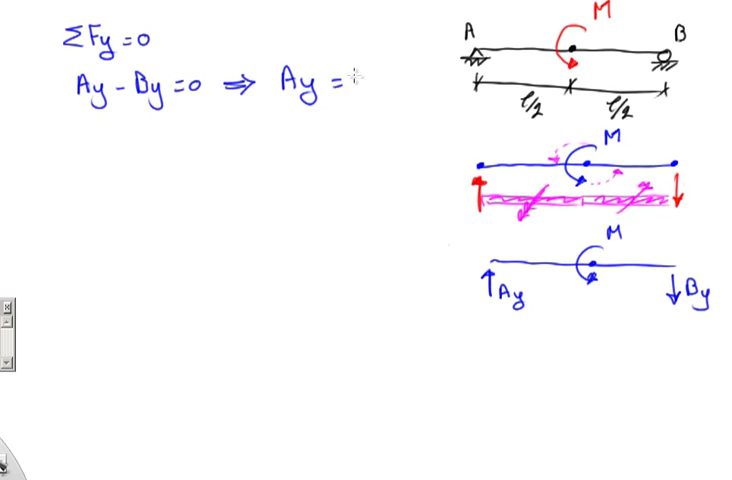 ΣFy = 0
Ay - By = 0 ⇒ Ay =
M
A
B
l/2
l/2
M
M
Ay
By